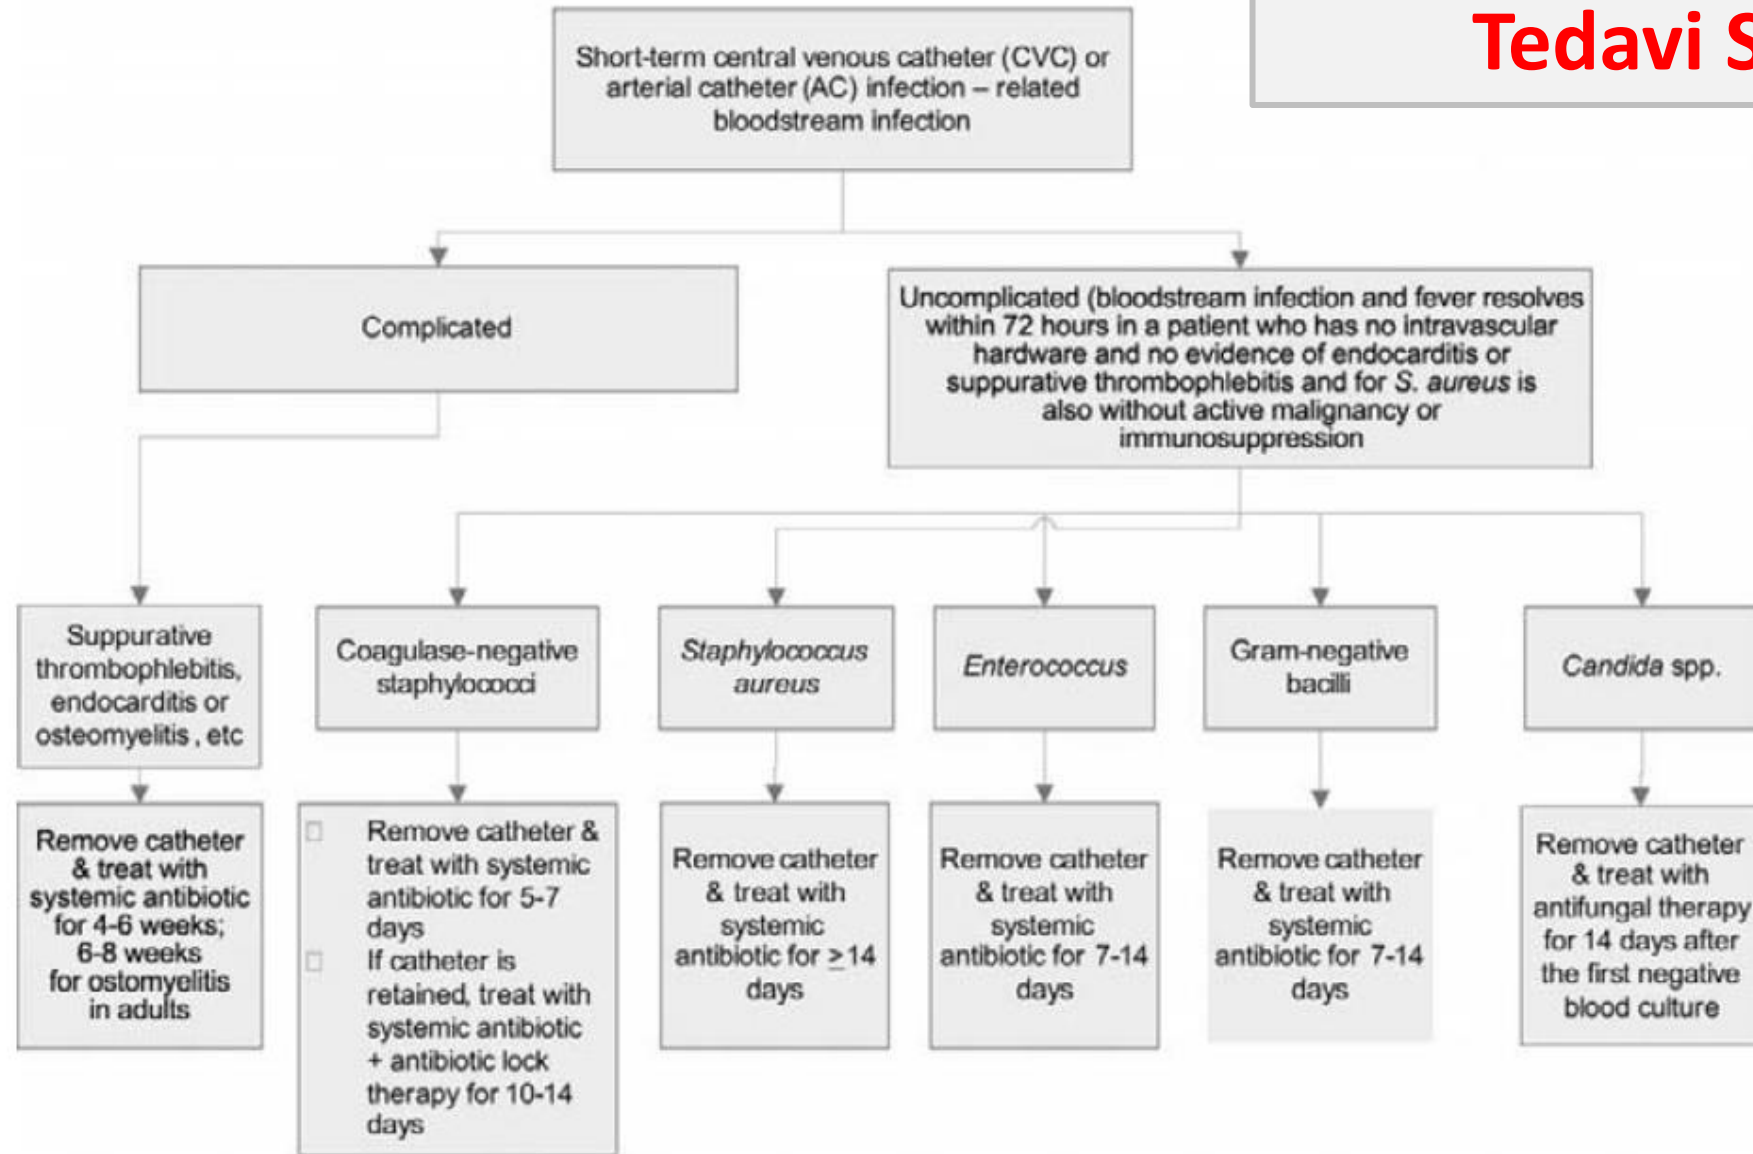 Tedavi S
Short-term central venous catheter (CVC) or
arterial catheter (AC) infection – related
bloodstream infection
Complicated
Uncomplicated (bloodstream infection and fever resolves
within 72 hours in a patient who has no intravascular
hardware and no evidence of endocarditis or
suppurative thrombophlebitis and for S. aureus is
also without active malignancy or
immunosuppression
Suppurative
thrombophlebitis,
endocarditis or
osteomyelitis , etc
Coagulase-negative
staphylococci
Staphylococcus
aureus
Enterococcus
Gram-negative
bacilli
Candida spp.
Remove catheter
& treat with
systemic antibiotic
for 4-6 weeks;
6-8 weeks
for ostomyelitis
in adults
Remove catheter &
treat with systemic
antibiotic for 5-7
days
If catheter is
retained, treat with
systemic antibiotic
+ antibiotic lock
therapy for 10-14
days
Remove catheter
& treat with
systemic
antibiotic for ≥14
days
Remove catheter
& treat with
systemic
antibiotic for 7-14
days
Remove catheter
& treat with
systemic
antibiotic for 7-14
days
Remove catheter
& treat with
antifungal therapy
for 14 days after
the first negative
blood culture